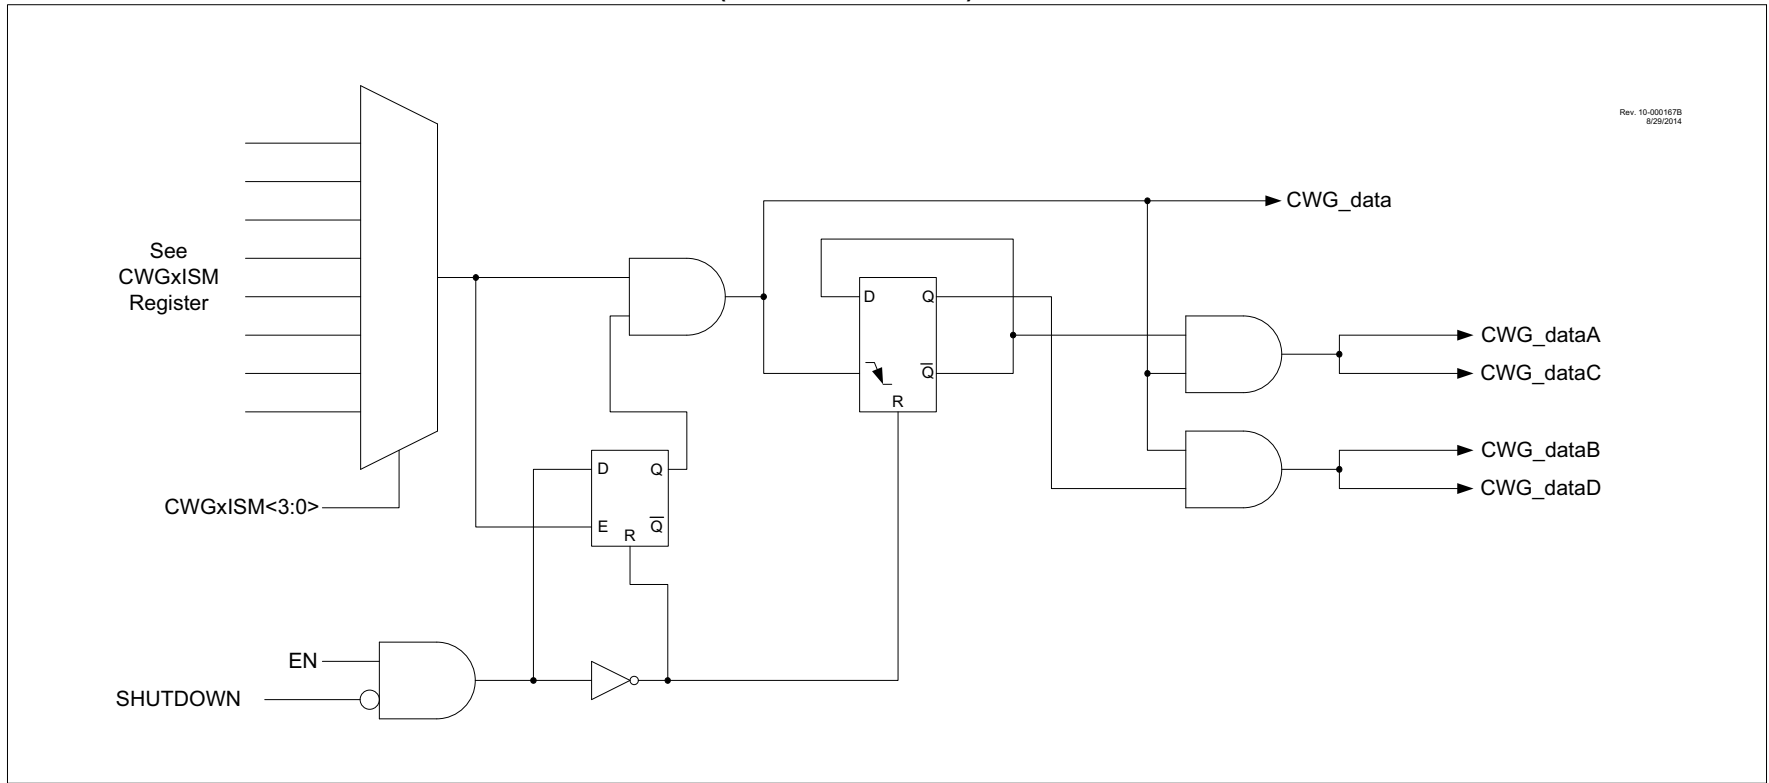 Rev. 10-000167B
8/29/2014
CWG_data
See
CWGxISM
Register
D
Q
Q
R
CWG_dataA
CWG_dataC
CWG_dataB
CWG_dataD
D
Q
E
Q
R
CWGxISM<3:0>
EN
SHUTDOWN